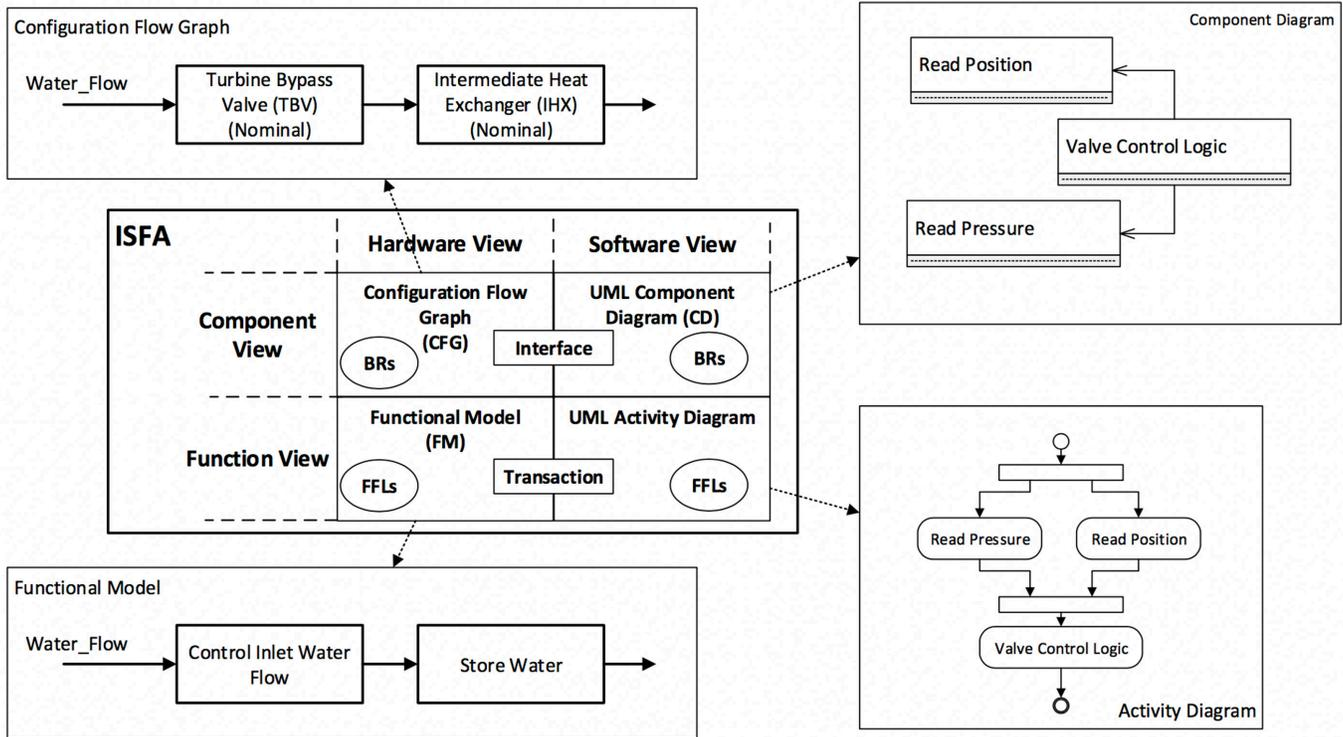 Configuration Flow Graph
Water_Flow
Turbine Bypass
Valve (TBV)
(Nominal)
Intermediate Heat
Exchanger (IHX)
(Nominal)
Component Diagram
Read Position
Valve Control Logic
Read Pressure
ISFA
Hardware View
Software View
Component
View
Configuration Flow
Graph
(CFG)
BRs
Interface
UML Component
Diagram (CD)
BRs
Function View
Functional Model
(FM)
FFLs
Transaction
UML Activity Diagram
FFLs
Functional Model
Water_Flow
Control Inlet Water
Flow
Store Water
Read Pressure
Read Position
Valve Control Logic
Activity Diagram